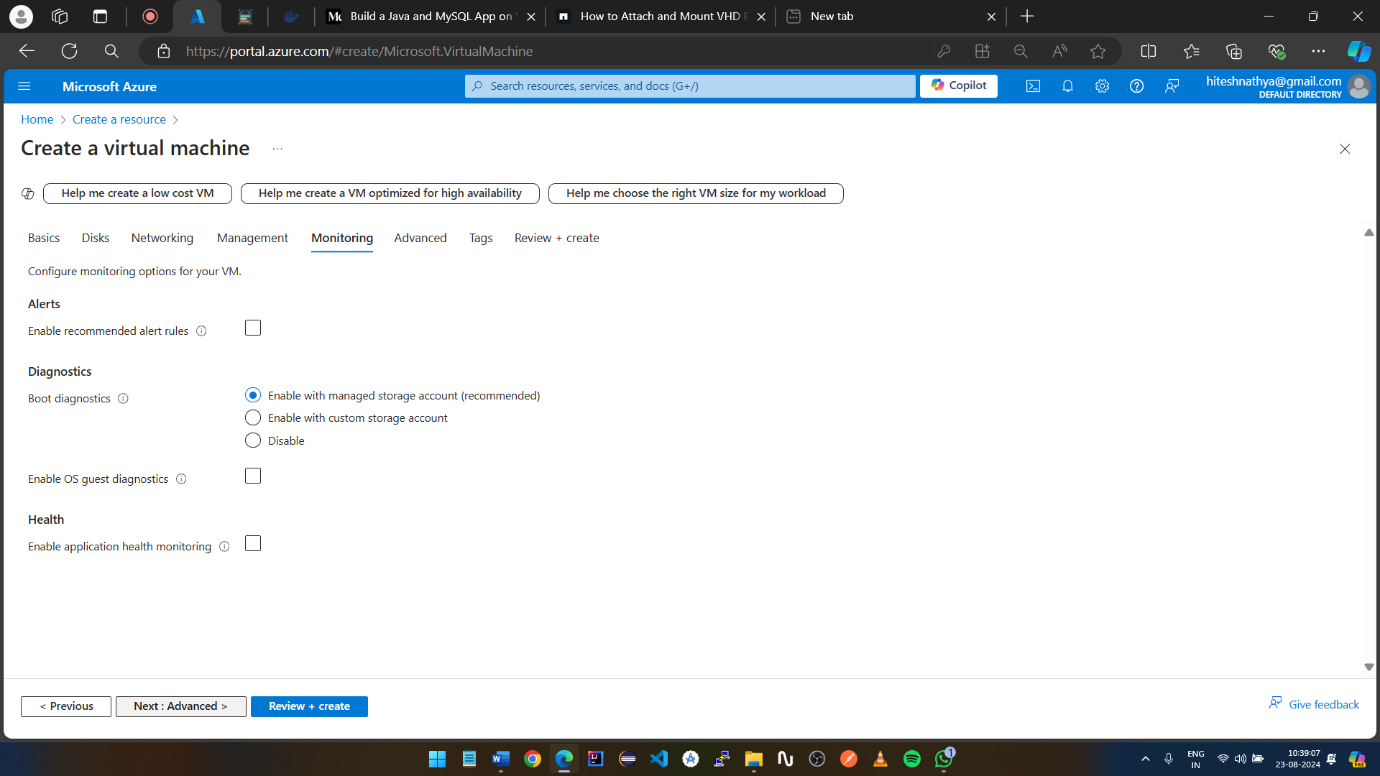 Build a Java and MySQL App on
How to Attach and Mount VHD F
New tab
https://portal.azure.com/#create/Microsoft.VirtualMachine
Microsoft Azure
Search resources, services, and docs (G+/)
Copilot
hiteshnathya@gmail.com
DEFAULT DIRECTORY
Home > Create a resource >
Create a virtual machine ...
Help me create a low cost VM
Help me create a VM optimized for high availability
Help me choose the right VM size for my workload
Basics Disks Networking Management Monitoring Advanced Tags Review + create
Configure monitoring options for your VM.
Alerts
Enable recommended alert rules
Diagnostics
Boot diagnostics
Enable with managed storage account (recommended)
Enable with custom storage account
Disable
Enable OS guest diagnostics
Health
Enable application health monitoring
< Previous
Next : Advanced >
Review + create
Give feedback
ENG
IN
10:39:07
23-08-2024
1